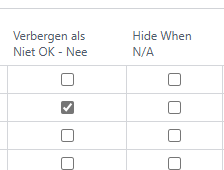 Verbergen als
Niet OK - Nee
Hide When
N/A